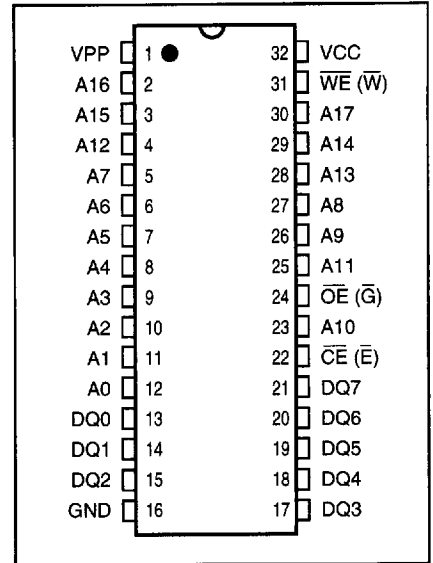 VPP 1 32 VCC
A16 2 31 W̅E̅ (W̅)
A15 3 30 A17
A12 4 29 A14
A7 5 28 A13
A6 6 27 A8
A5 7 26 A9
A4 8 25 A11
A3 9 24 O̅E̅ (G̅)
A2 10 23 A10
A1 11 22 C̅E̅ (E̅)
A0 12 21 DQ7
DQ0 13 20 DQ6
DQ1 14 19 DQ5
DQ2 15 18 DQ4
GND 16 17 DQ3